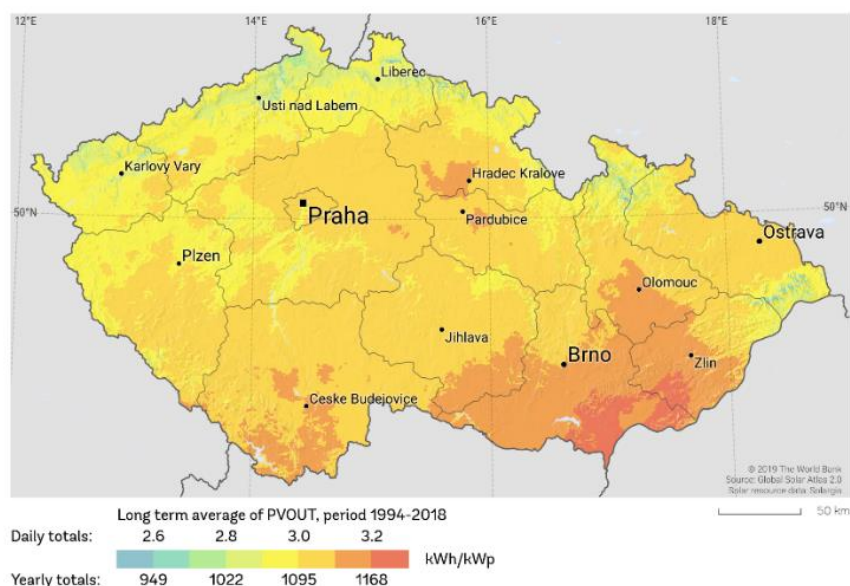 12°E 14°E 16°E 18°E
Liberec
Usti nad Labem
Karlovy Vary
Hradec Kralove
50°N 50°N
Praha
Pardubice
Ostrava
Plzen
Olomouc
Jihlava
Brno
Zlin
Ceske Budejovice
© 2019 The World Bank
Source: Global Solar Atlas 2.0
Solar resource data: Solargis
50 km
Long term average of PVOUT, period 1994-2018
Daily totals: 2.6 2.8 3.0 3.2
kWh/kWp
Yearly totals: 949 1022 1095 1168